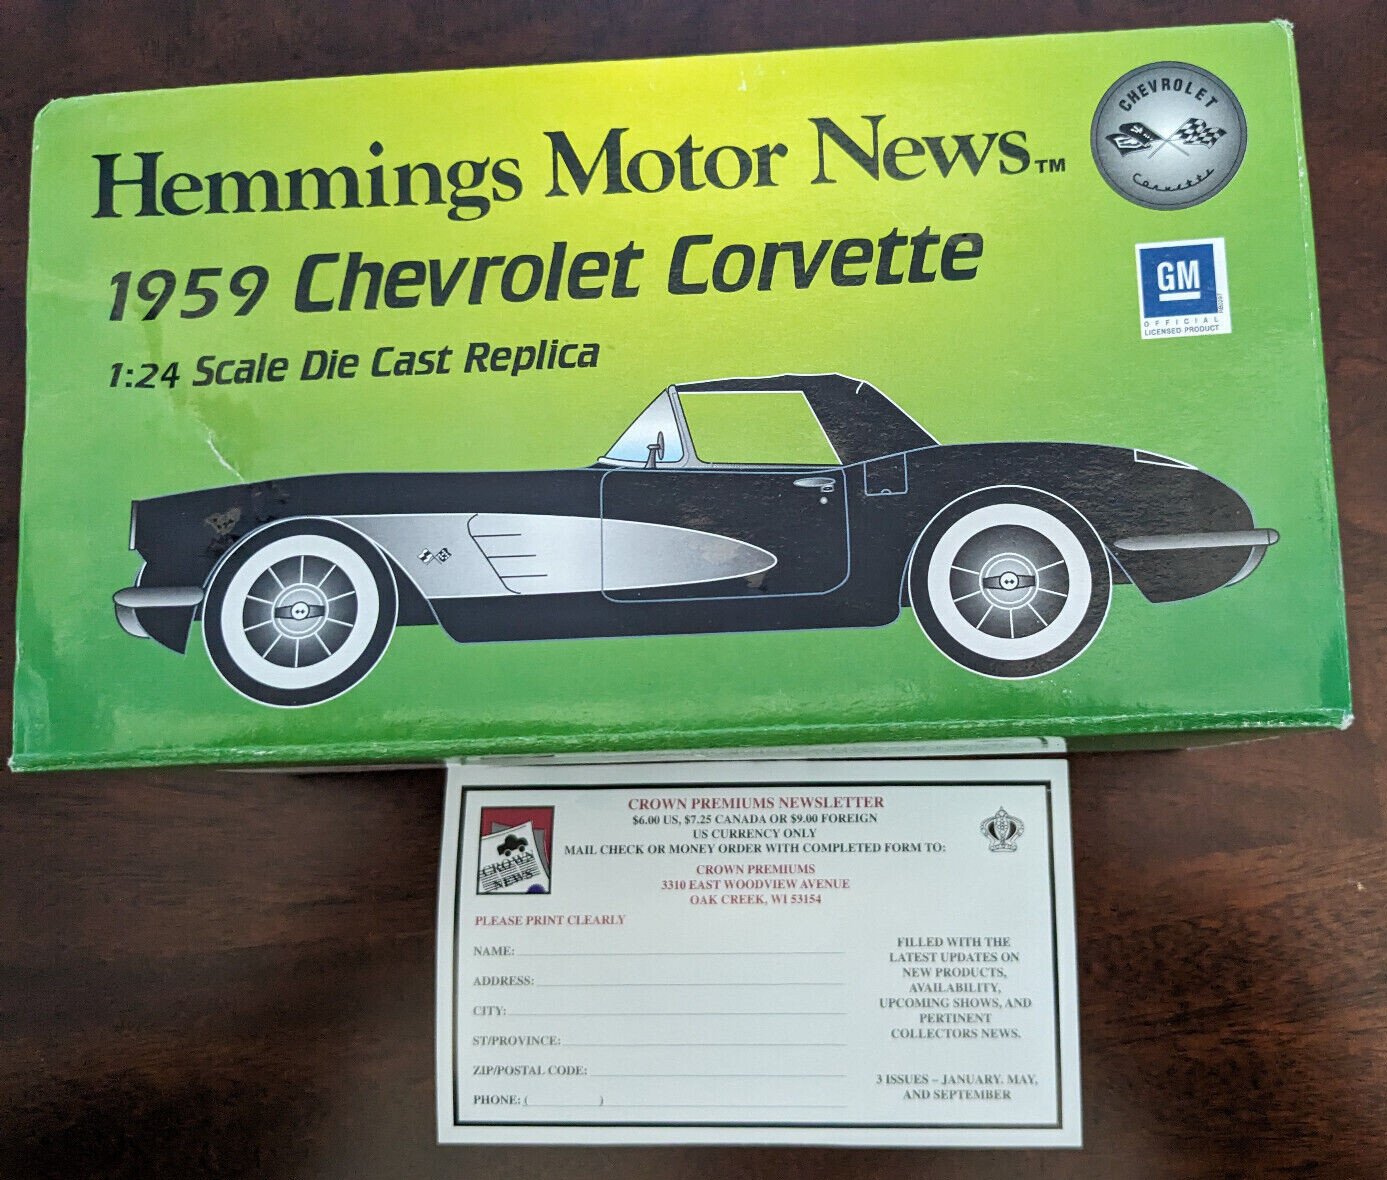 Hemmings Motor News™
1959 Chevrolet Corvette
1:24 Scale Die Cast Replica
CHEVROLET
Corvette
GM
OFFICIAL
LICENSED PRODUCT
CROWN PREMIUMS NEWSLETTER
$6.00 US, $7.25 CANADA OR $9.00 FOREIGN
US CURRENCY ONLY
MAIL CHECK OR MONEY ORDER WITH COMPLETED FORM TO:
CROWN PREMIUMS
3310 EAST WOODVIEW AVENUE
OAK CREEK, WI 53154
CROWN
NEWS
PLEASE PRINT CLEARLY
NAME:
ADDRESS:
CITY:
ST/PROVINCE:
ZIP/POSTAL CODE:
PHONE: ( )
FILLED WITH THE
LATEST UPDATES ON
NEW PRODUCTS,
AVAILABILITY,
UPCOMING SHOWS, AND
PERTINENT
COLLECTORS NEWS.
3 ISSUES – JANUARY. MAY,
AND SEPTEMBER